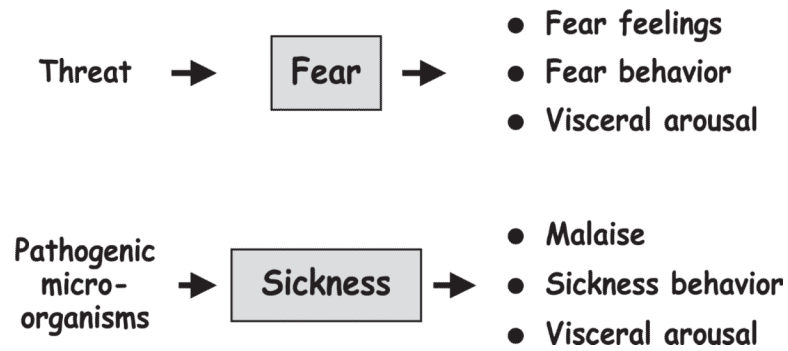 Threat
Fear
● Fear feelings
● Fear behavior
● Visceral arousal
Pathogenic
micro-
organisms
Sickness
● Malaise
● Sickness behavior
● Visceral arousal